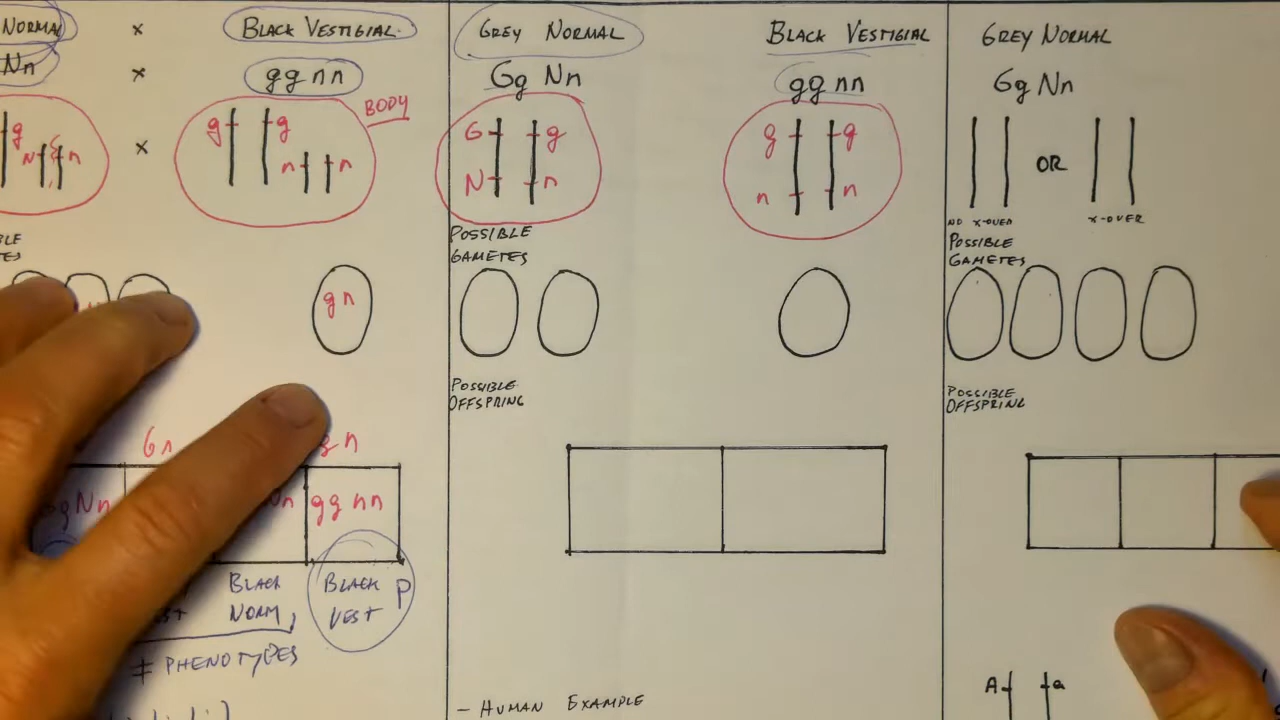 NORMAL x BLACK VESTIGIAL
Nn x gg nn
BODY
g
N n
x
g g
n n
gn
Gn gn
gNn
n
gg nn
BLACK
NORM
BLACK
VEST
P
≠ PHENOTYPES
GREY NORMAL
BLACK VESTIGIAL
Gg Nn
gg nn
G g
N n
g g
n n
POSSIBLE
GAMETES
POSSIBLE
OFFSPRING
- HUMAN EXAMPLE
GREY NORMAL
Gg Nn
OR
NO X-OVER
X-OVER
POSSIBLE
GAMETES
POSSIBLE
OFFSPRING
A a